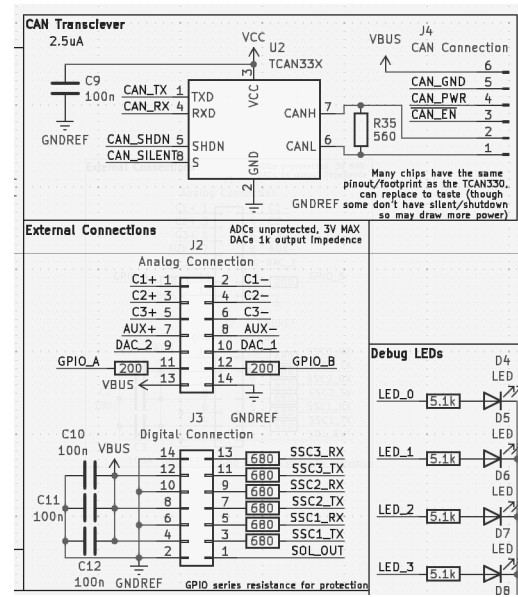 CAN Transciever
2.5uA
VCC
U2
TCAN33X
J4
VBUS
CAN Connection
C9
100n
GNDREF
CAN_TX 1
CAN_RX 4
CAN_SHDN 5
CAN_SILENT 8
TXD
RXD
SHDN
S
3
VCC
GND
2
CANH
CANL
7
6
R35
560
GNDREF
6
CAN_GND 5
CAN_PWR 4
CAN_EN 3
2
1
Many chips have the same
pinout/footprint as the TCAN330,
can replace to taste (though
some don't have silent/shutdown
so may draw more power)
External Connections
ADCs unprotected, 3V MAX
DACs 1k output impedence
J2
Analog Connection
C1+ 1 2 C1-
C2+ 3 4 C2-
C3+ 5 6 C3-
AUX+ 7 8 AUX-
DAC_2 9 10 DAC_1
GPIO_A 200 11 12 200 GPIO_B
VBUS 13 14
GNDREF
J3
Digital Connection
C10
100n
VBUS
C11
100n
C12
100n
GNDREF
14 13 680 SSC3_RX
12 11 680 SSC3_TX
10 9 680 SSC2_RX
8 7 680 SSC2_TX
6 5 680 SSC1_RX
4 3 680 SSC1_TX
2 1 SOL_OUT
GPIO series resistance for protection
Debug LEDs
D4
LED
LED_0 5.1k
D5
LED
LED_1 5.1k
D6
LED
LED_2 5.1k
D7
LED
LED_3 5.1k
D8